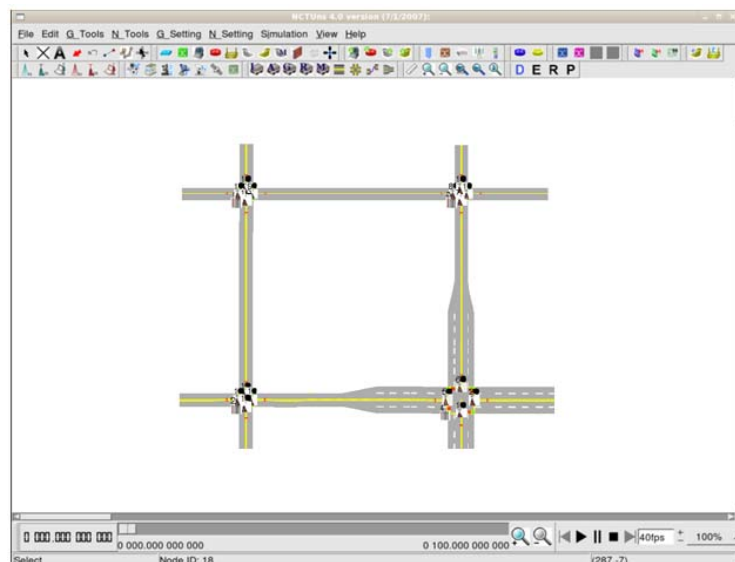 NCTUns 4.0 version (7/1/2007):
File Edit G_Tools N_Tools G_Setting N_Setting Simulation View Help
D E R P
0 000.000 000 000
0 000.000 000 000 0 100.000 000 000
40fps
100%
Select Node ID: 18 (287,-7)